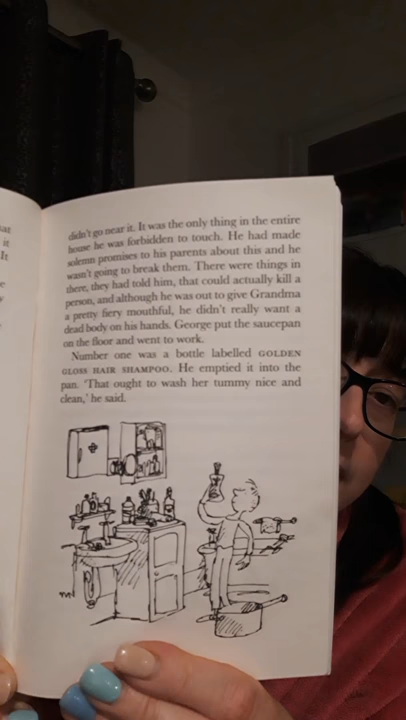 at
it
It
e
y
didn't go near it. It was the only thing in the entire
house he was forbidden to touch. He had made
solemn promises to his parents about this and he
wasn't going to break them. There were things in
there, they had told him, that could actually kill a
person, and although he was out to give Grandma
a pretty fiery mouthful, he didn't really want a
dead body on his hands. George put the saucepan
on the floor and went to work.
Number one was a bottle labelled GOLDEN
GLOSS HAIR SHAMPOO. He emptied it into the
pan. 'That ought to wash her tummy nice and
clean,' he said.